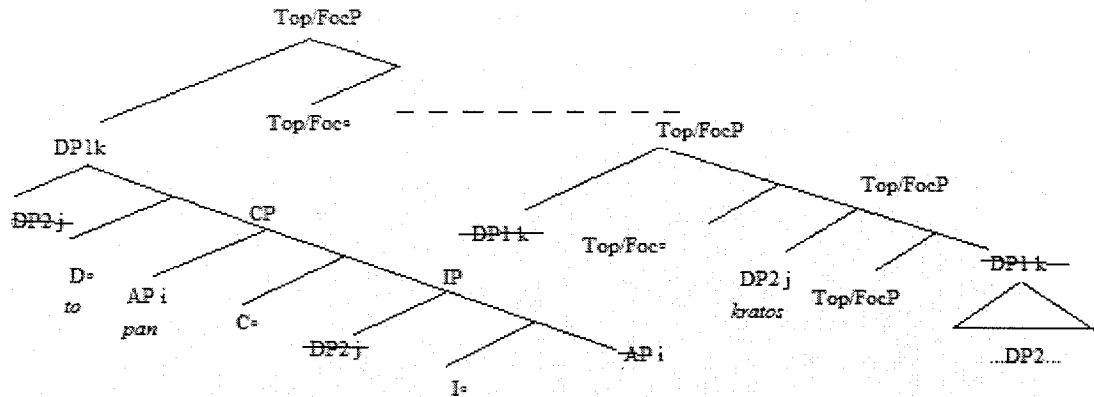 Top/FocP
Top/Foc=
Top/FocP
DP1k
Top/FocP
DP2j
CP
DP1k
Top/Foc=
DP1k
D=
to
AP i
pan
C=
IP
DP2 j
kratos
Top/FocP
DP2j
AP i
...DP2...
I=